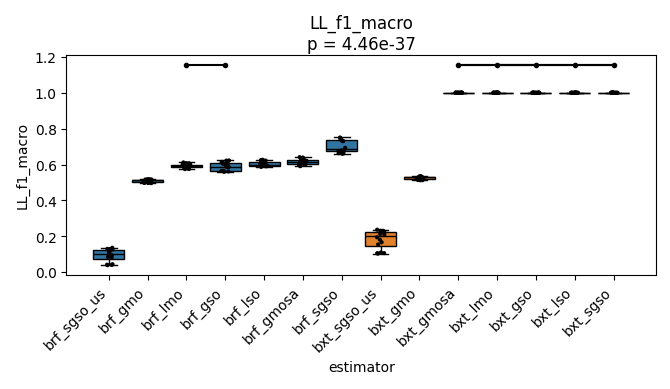 LL_f1_macro
p = 4.46e-37
LL_f1_macro
1.2
1.0
0.8
0.6
0.4
0.2
0.0
brf_sgso_us
brf_gmo
brf_lmo
brf_gso
brf_lso
brf_gmosa
brf_sgso
bxt_sgso_us
bxt_gmo
bxt_gmosa
bxt_lmo
bxt_gso
bxt_lso
bxt_sgso
estimator